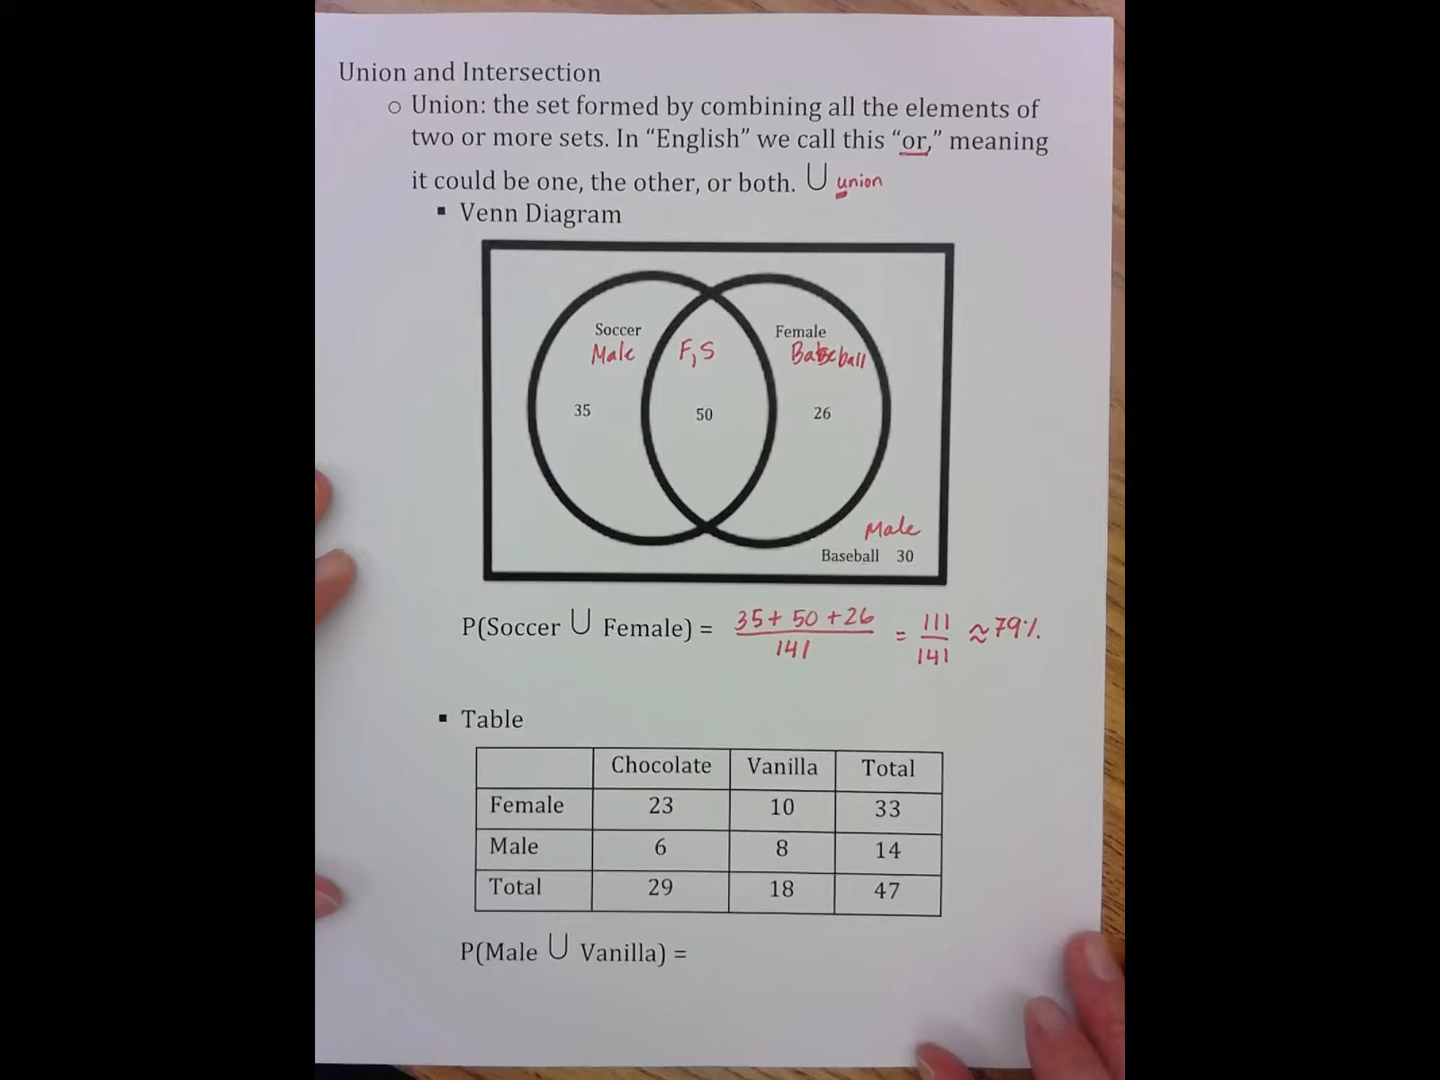 Union and Intersection
○ Union: the set formed by combining all the elements of
two or more sets. In “English” we call this “or,” meaning
it could be one, the other, or both. ∪ union
▪ Venn Diagram
Soccer Female
Male F,S Baseball
35 50 26
Male
Baseball 30
P(Soccer ∪ Female) = 35+ 50 +26 / 141 = 111 / 141 ≈ 79%
▪ Table
Chocolate Vanilla Total
Female 23 10 33
Male 6 8 14
Total 29 18 47
P(Male ∪ Vanilla) =